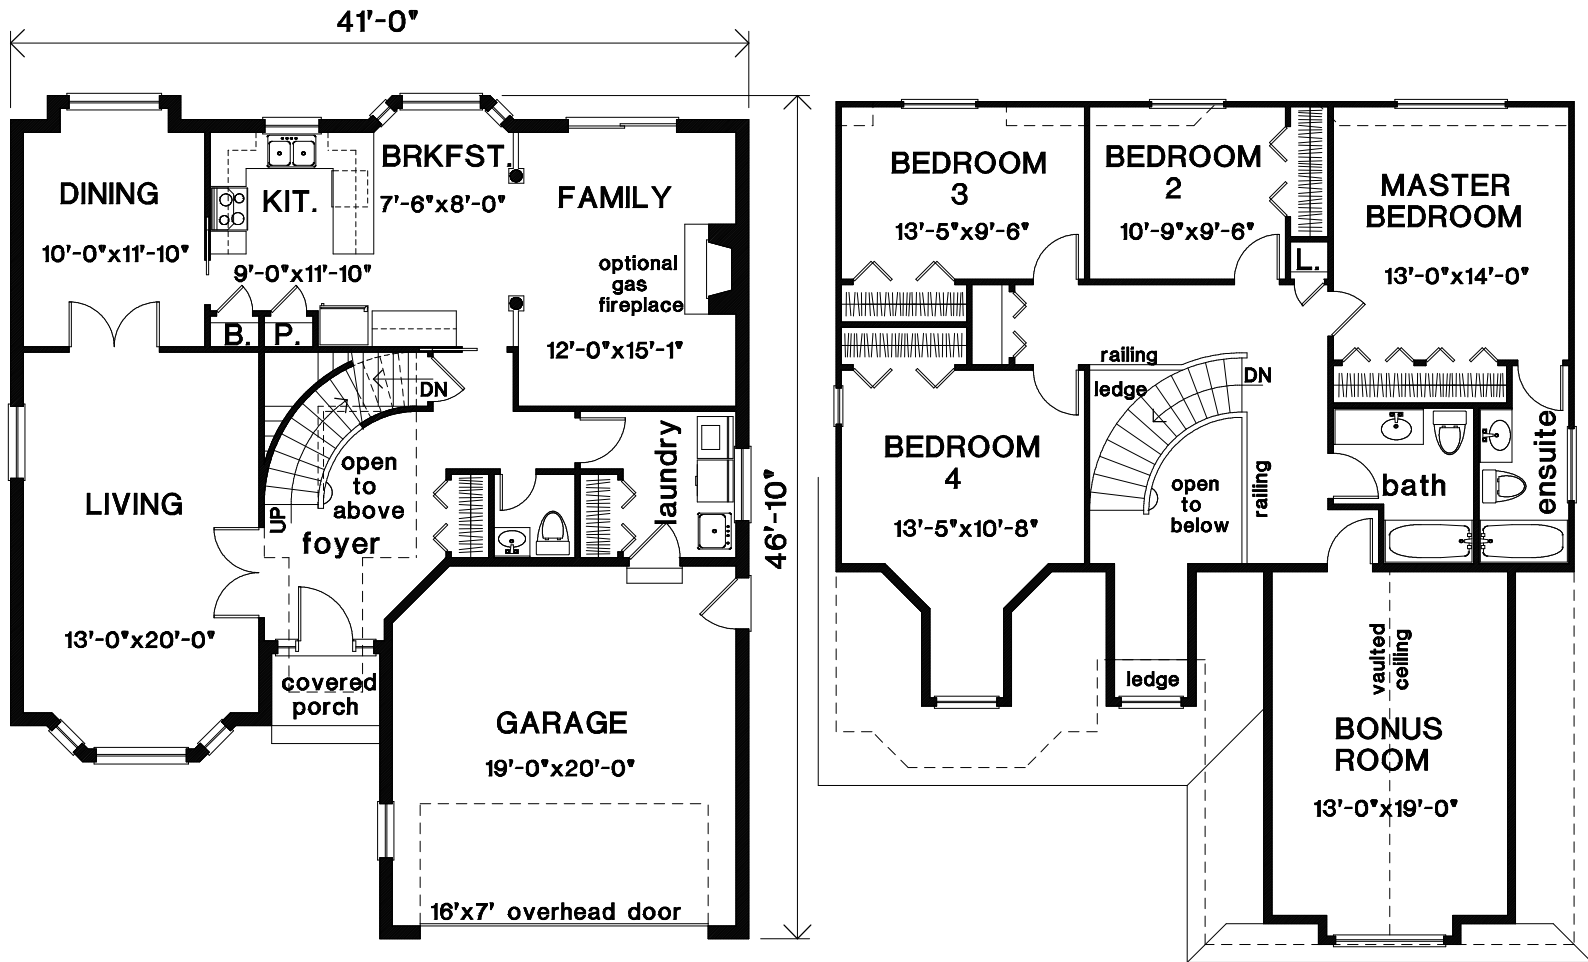 41'-0"
DINING
10'-0"x11'-10"
KIT.
9'-0"x11'-10"
BRKFST.
7'-6"x8'-0"
FAMILY
optional
gas
fireplace
12'-0"x15'-1"
B.
P.
DN
LIVING
13'-0"x20'-0"
UP
open
to
above
foyer
laundry
46'-10"
covered
porch
GARAGE
19'-0"x20'-0"
16'x7' overhead door
BEDROOM
3
13'-5"x9'-6"
BEDROOM
2
10'-9"x9'-6"
L.
MASTER
BEDROOM
13'-0"x14'-0"
railing
ledge
DN
BEDROOM
4
13'-5"x10'-8"
open
to
below
railing
bath
ensuite
ledge
vaulted
ceiling
BONUS
ROOM
13'-0"x19'-0"